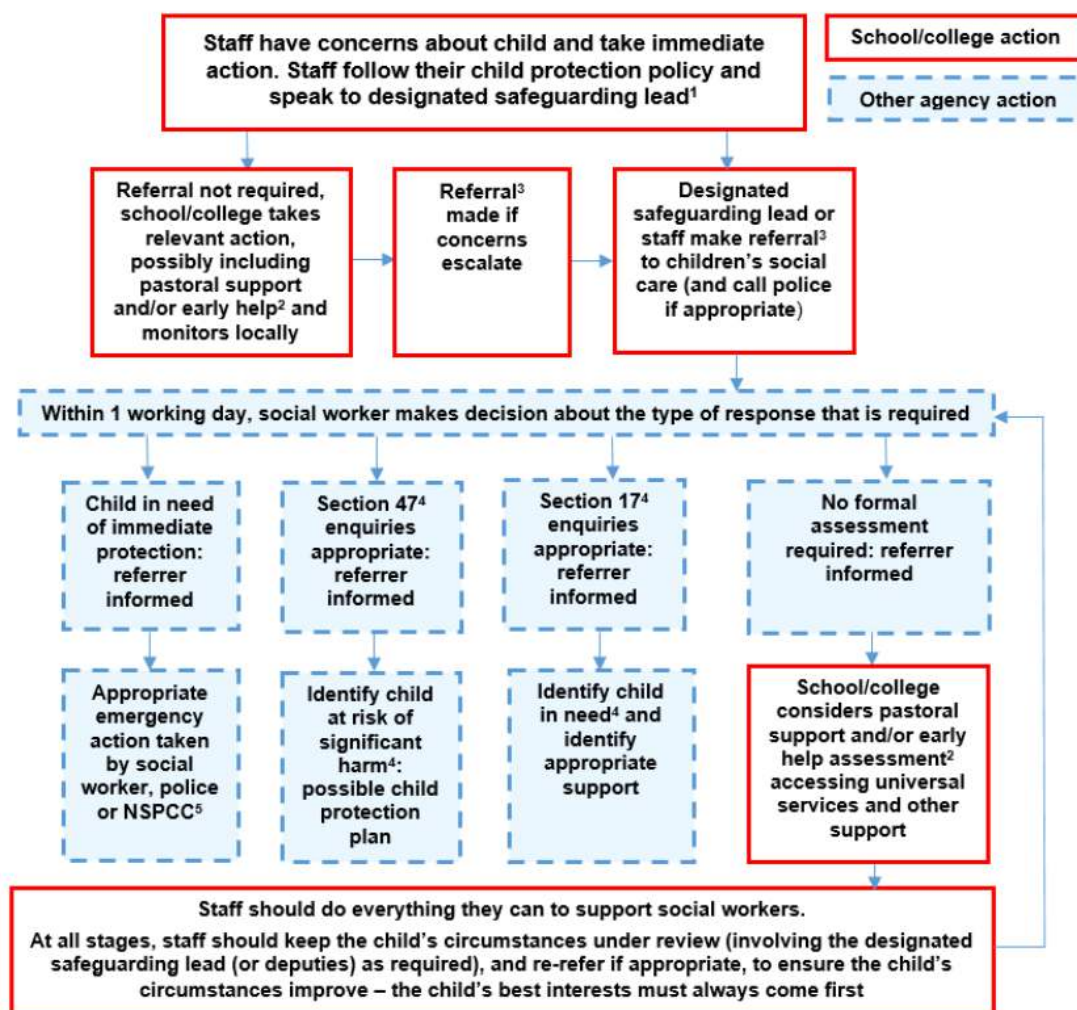 Staff have concerns about child and take immediate
action. Staff follow their child protection policy and
speak to designated safeguarding lead¹
School/college action
Other agency action
Referral not required,
school/college takes
relevant action,
possibly including
pastoral support
and/or early help² and
monitors locally
Referral³
made if
concerns
escalate
Designated
safeguarding lead or
staff make referral³
to children’s social
care (and call police
if appropriate)
Within 1 working day, social worker makes decision about the type of response that is required
Child in need
of immediate
protection:
referrer
informed
Section 47⁴
enquiries
appropriate:
referrer
informed
Section 17⁴
enquiries
appropriate:
referrer
informed
No formal
assessment
required: referrer
informed
Appropriate
emergency
action taken
by social
worker, police
or NSPCC⁵
Identify child
at risk of
significant
harm⁴:
possible child
protection
plan
Identify child
in need⁴ and
identify
appropriate
support
School/college
considers pastoral
support and/or early
help assessment²
accessing universal
services and other
support
Staff should do everything they can to support social workers.
At all stages, staff should keep the child’s circumstances under review (involving the designated
safeguarding lead (or deputies) as required), and re-refer if appropriate, to ensure the child’s
circumstances improve – the child’s best interests must always come first